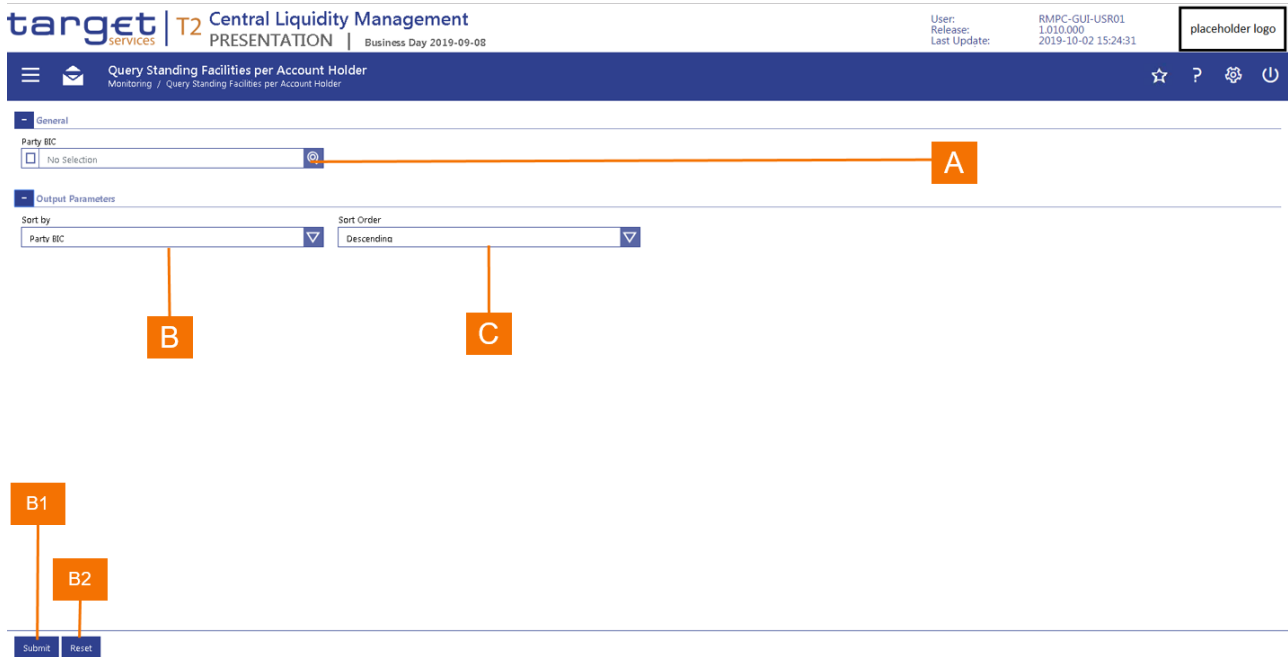 target services T2 Central Liquidity Management
PRESENTATION | Business Day 2019-09-08
User: RMPC-GUI-USR01
Release: 1.010.000
Last Update: 2019-10-02 15:24:31
placeholder logo
Query Standing Facilities per Account Holder
Monitoring / Query Standing Facilities per Account Holder
?
− General
Party BIC
No Selection
A
− Output Parameters
Sort by Sort Order
Party BIC Descending
B C
B1
B2
Submit Reset